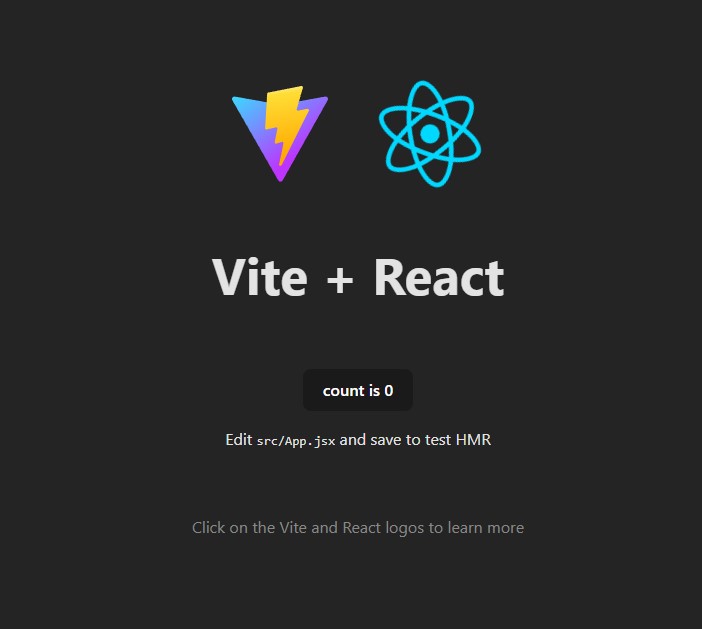 Vite + React
count is 0
Edit src/App.jsx and save to test HMR
Click on the Vite and React logos to learn more